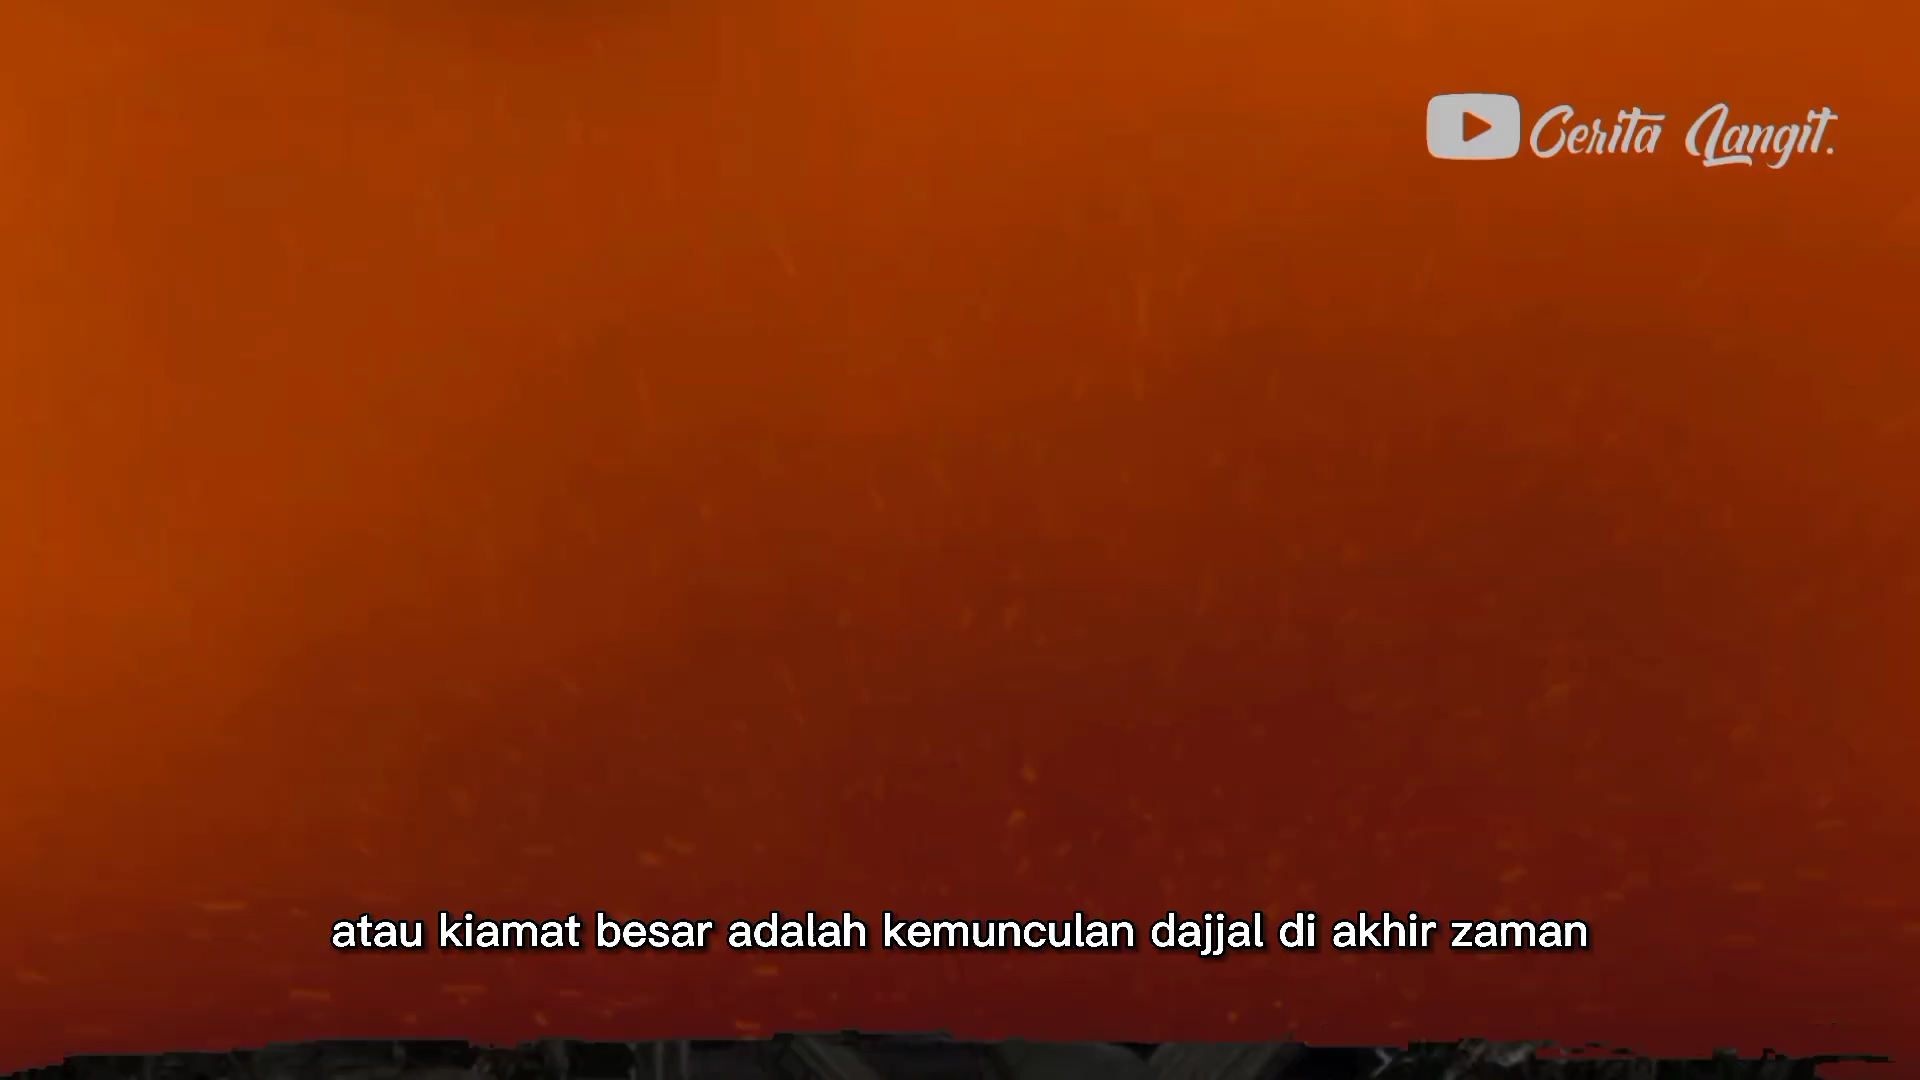 Cerita Langit.
atau kiamat besar adalah kemunculan dajjal di akhir zaman